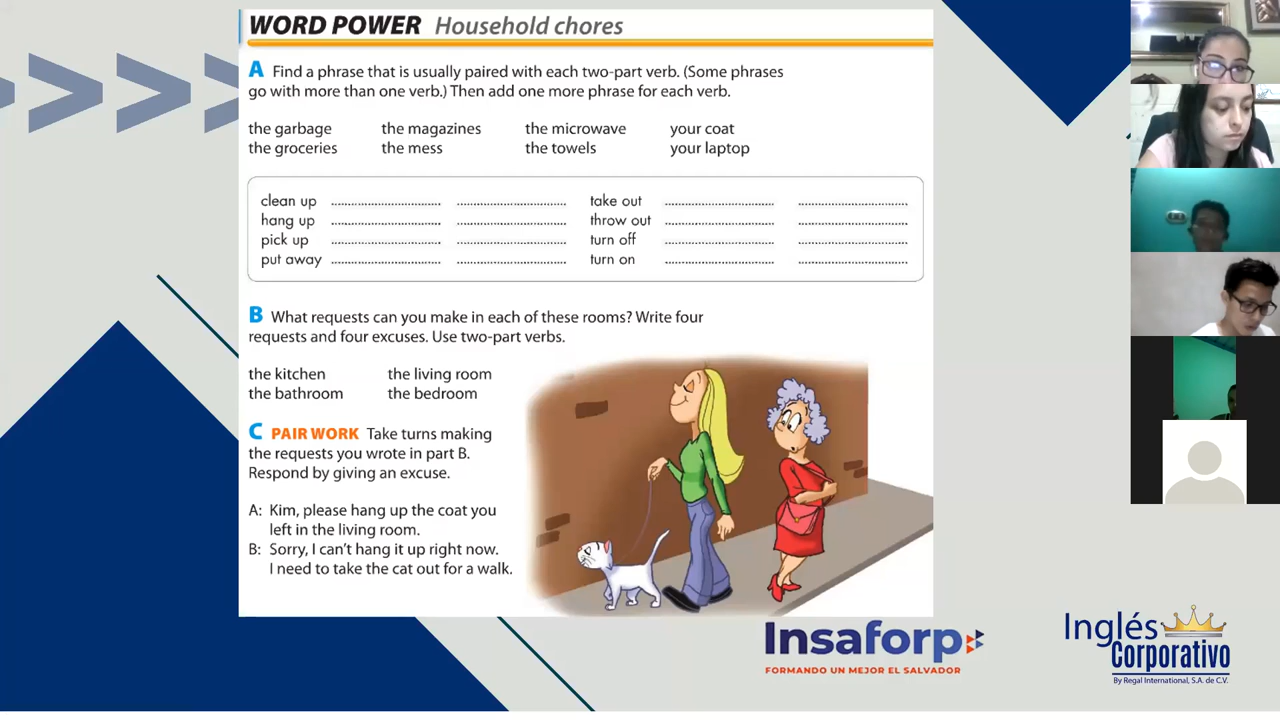 WORD POWER Household chores
A Find a phrase that is usually paired with each two-part verb. (Some phrases
go with more than one verb.) Then add one more phrase for each verb.
the garbage the magazines the microwave your coat
the groceries the mess the towels your laptop
clean up ........................ ........................ take out ........................ ........................
hang up ........................ ........................ throw out ........................ ........................
pick up ........................ ........................ turn off ........................ ........................
put away ........................ ........................ turn on ........................ ........................
B What requests can you make in each of these rooms? Write four
requests and four excuses. Use two-part verbs.
the kitchen the living room
the bathroom the bedroom
C PAIR WORK Take turns making
the requests you wrote in part B.
Respond by giving an excuse.
A: Kim, please hang up the coat you
left in the living room.
B: Sorry, I can't hang it up right now.
I need to take the cat out for a walk.
Insaforp
FORMANDO UN MEJOR EL SALVADOR
Inglés
Corporativo
By Regal International, S.A. de C.V.